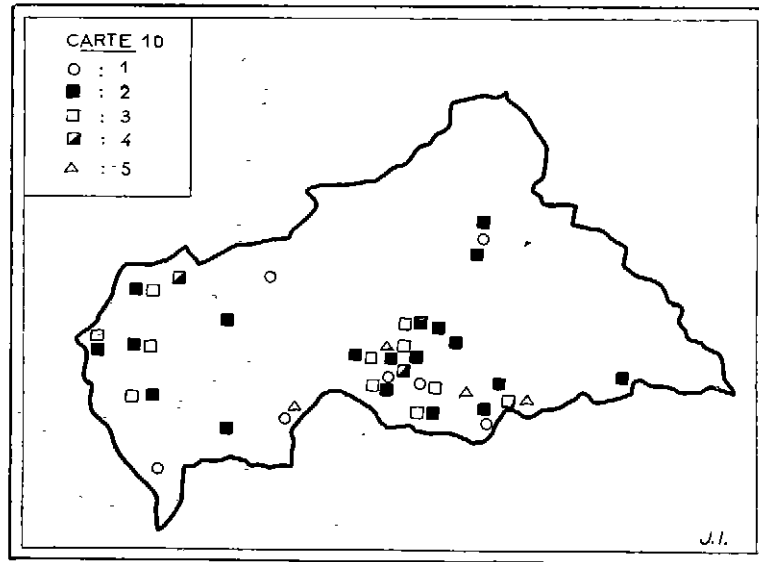 CARTE 10
○ : 1
■ : 2
□ : 3
◪ : 4
△ : 5
J.I.